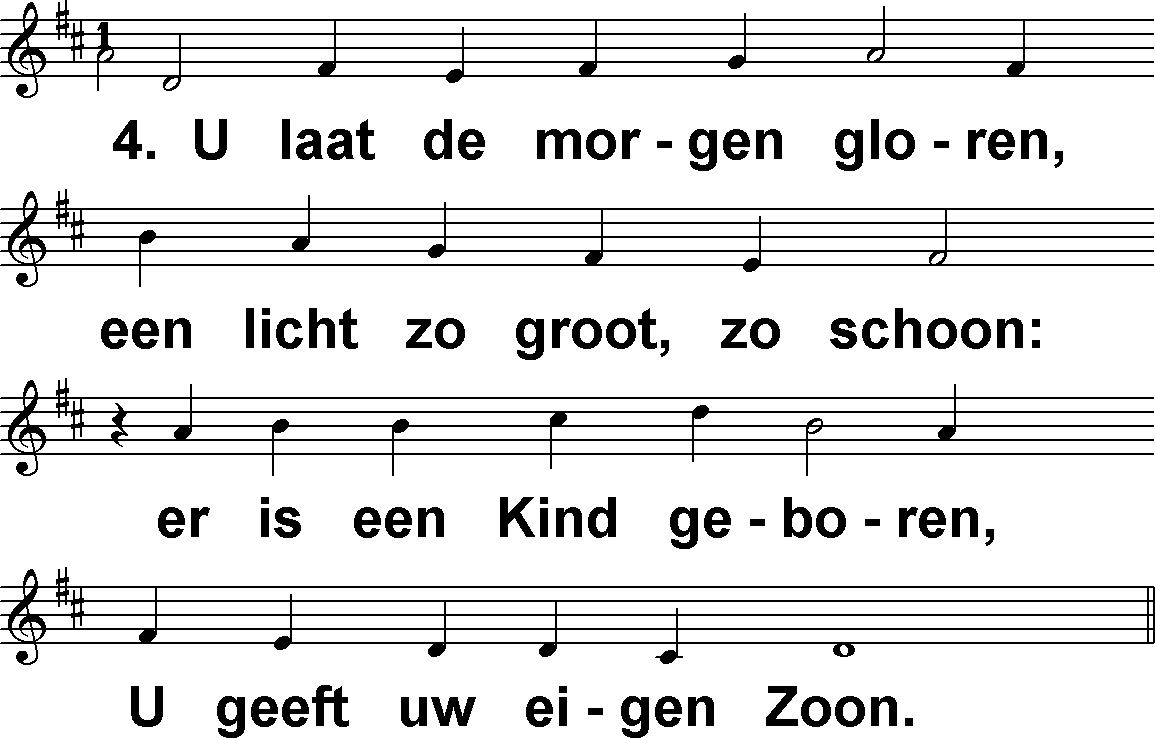 4. U laat de mor - gen glo - ren,
een licht zo groot, zo schoon:
er is een Kind ge - bo - ren,
U geeft uw ei - gen Zoon.